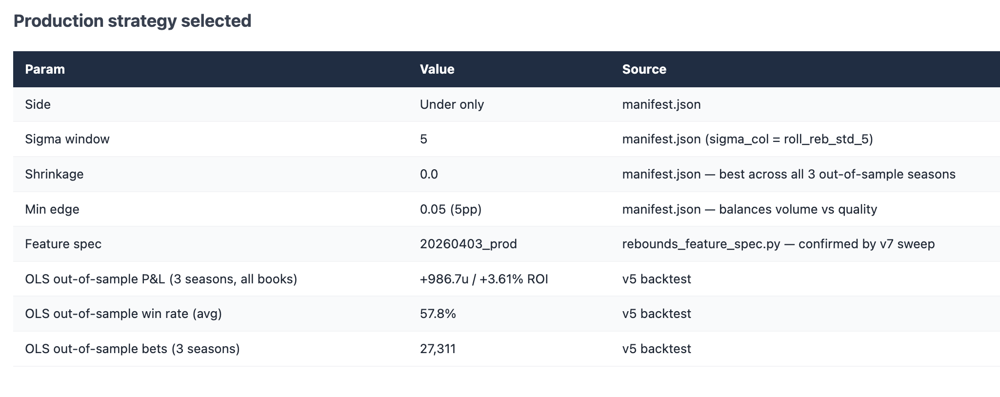 Production strategy selected
Param Value Source
Side Under only manifest.json
Sigma window 5 manifest.json (sigma_col = roll_reb_std_5)
Shrinkage 0.0 manifest.json — best across all 3 out-of-sample seasons
Min edge 0.05 (5pp) manifest.json — balances volume vs quality
Feature spec 20260403_prod rebounds_feature_spec.py — confirmed by v7 sweep
OLS out-of-sample P&L (3 seasons, all books) +986.7u / +3.61% ROI v5 backtest
OLS out-of-sample win rate (avg) 57.8% v5 backtest
OLS out-of-sample bets (3 seasons) 27,311 v5 backtest